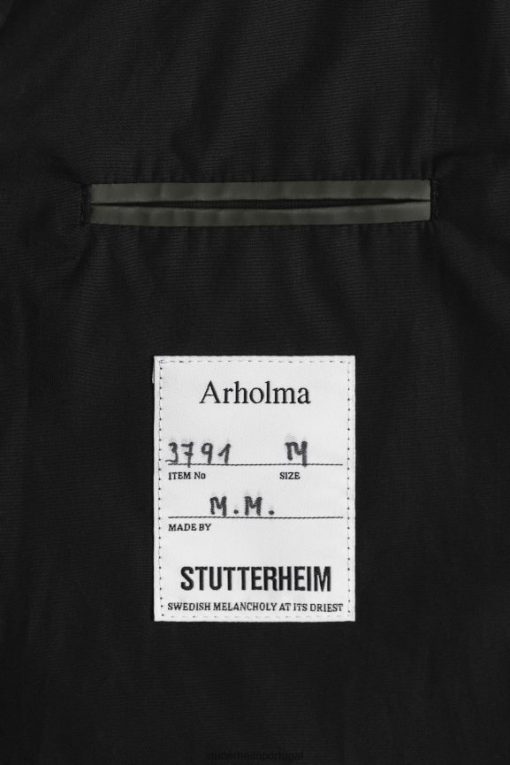 Arholma
3791 M
ITEM No SIZE
M.M.
MADE BY
STUTTERHEIM
SWEDISH MELANCHOLY AT ITS DRIEST